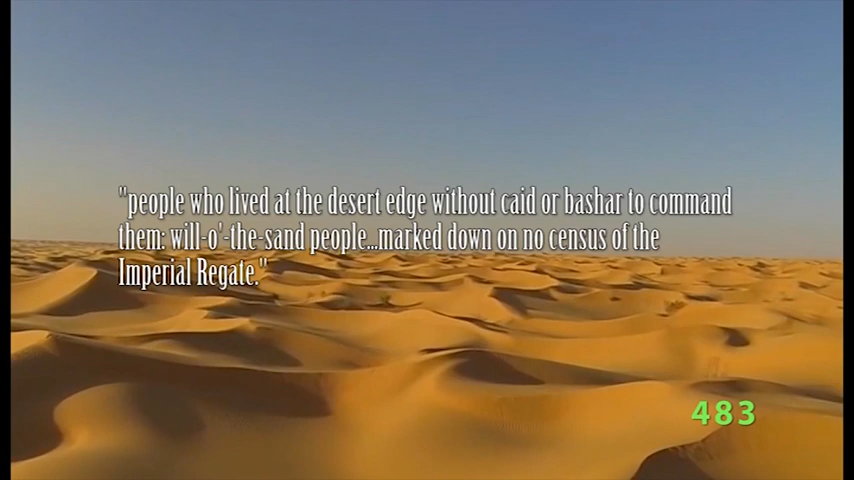 "people who lived at the desert edge without caid or bashar to command
them: will-o'-the-sand people...marked down on no census of the
Imperial Regate."
483